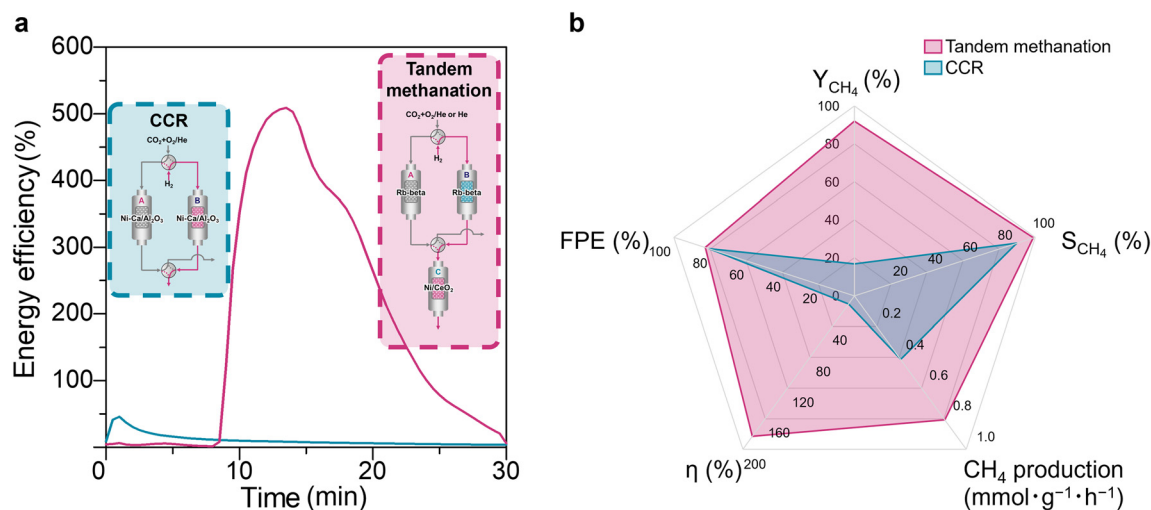 a
600
500
400
300
200
100
0
10
20
30
Energy efficiency (%)
Time (min)
CCR
CO₂+O₂/He
H₂
A
B
Ni-Ca/Al₂O₃
Ni-Ca/Al₂O₃
Tandem
methanation
CO₂+O₂/He or He
H₂
A
B
Rb-beta
Rb-beta
C
Ni/CeO₂
b
Tandem methanation
CCR
Y_CH₄ (%)
100
80
60
40
20
0
S_CH₄ (%)
100
80
60
40
20
CH₄ production
(mmol·g⁻¹·h⁻¹)
0.2
0.4
0.6
0.8
1.0
η (%)
200
160
120
80
40
FPE (%)
100
80
60
40
20